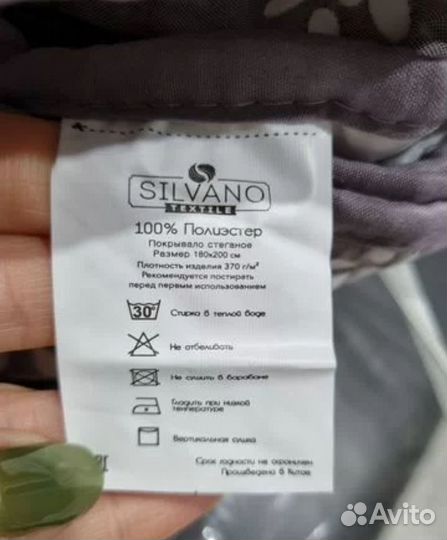 SILVANO
TEXTILE
100% Полиэстер
Покрывало стеганое
Размер 180х200 см
Плотность изделия 370 г/м²
Рекомендуется постирать
перед первым использованием
30° Стирка в теплой воде
Не отбеливать
Не сушить в барабане
Гладить при низкой
температуре
Вертикальная сушка
Срок годности не ограничен
Произведено в Китае
Avito